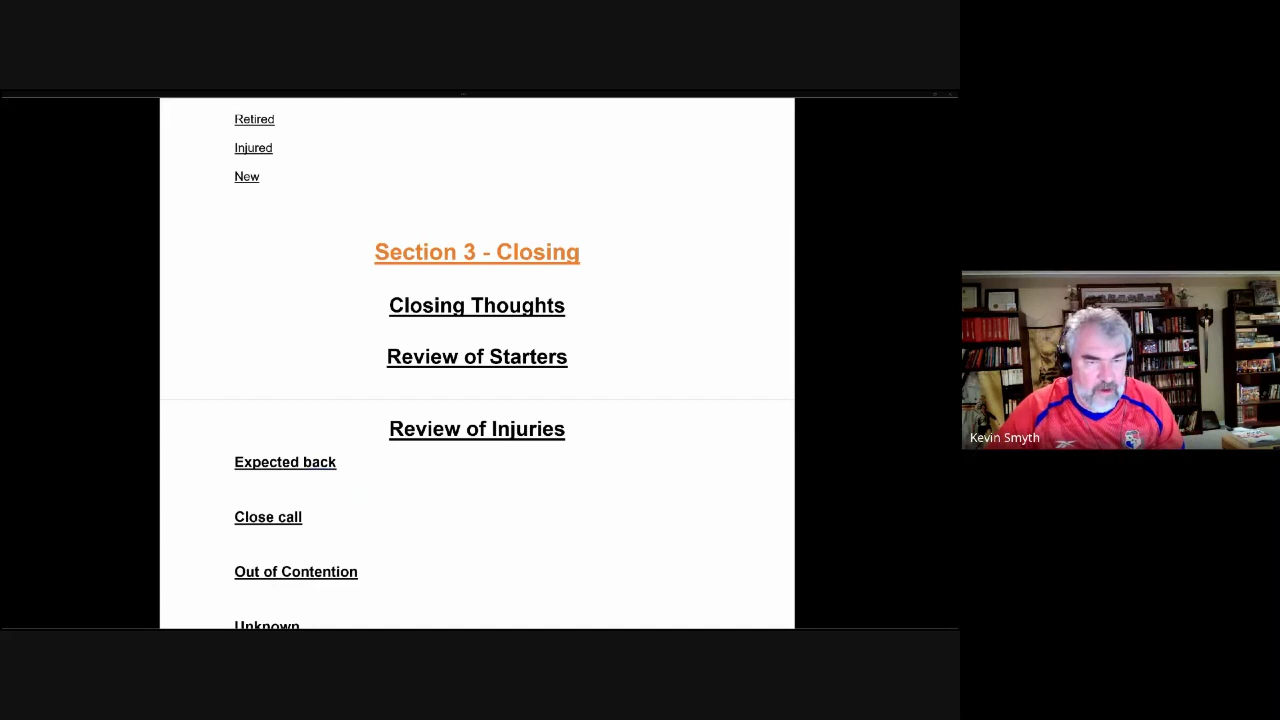 Retired
Injured
New
Section 3 - Closing
Closing Thoughts
Review of Starters
Review of Injuries
Expected back
Close call
Out of Contention
Unknown
Kevin Smyth